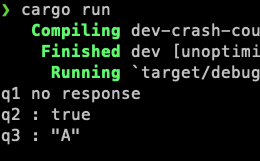 ❯ cargo run
Compiling dev-crash-cou
Finished dev [unoptimi
Running `target/debug
q1 no response
q2 : true
q3 : "A"